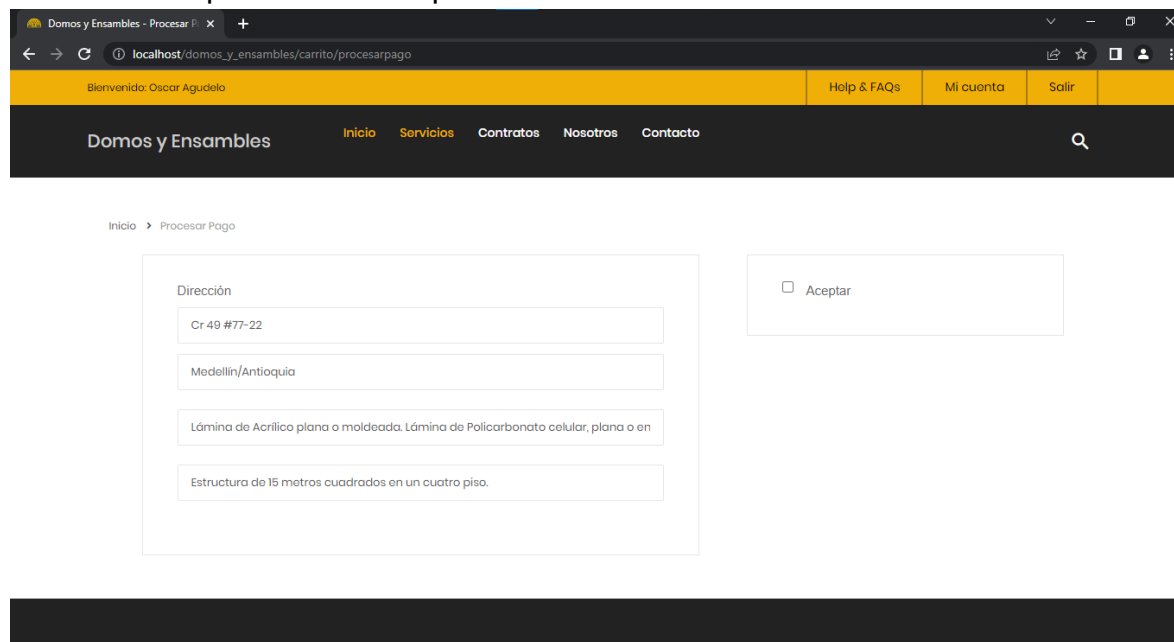 Domos y Ensambles - Procesar P
localhost/domos_y_ensambles/carrito/procesarpago
Bienvenido: Oscar Agudelo
Help & FAQs
Mi cuenta
Salir
Domos y Ensambles
Inicio
Servicios
Contratos
Nosotros
Contacto
Inicio > Procesar Pago
Dirección
Cr 49 #77-22
Medellín/Antioquia
Lámina de Acrílico plana o moldeada. Lámina de Policarbonato celular, plana o en
Estructura de 15 metros cuadrados en un cuatro piso.
Aceptar